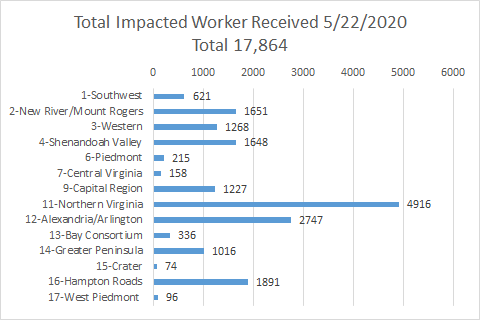 Total Impacted Worker Received 5/22/2020
Total 17,864
0 1000 2000 3000 4000 5000 6000
1-Southwest 621
2-New River/Mount Rogers 1651
3-Western 1268
4-Shenandoah Valley 1648
6-Piedmont 215
7-Central Virginia 158
9-Capital Region 1227
11-Northern Virginia 4916
12-Alexandria/Arlington 2747
13-Bay Consortium 336
14-Greater Peninsula 1016
15-Crater 74
16-Hampton Roads 1891
17-West Piedmont 96